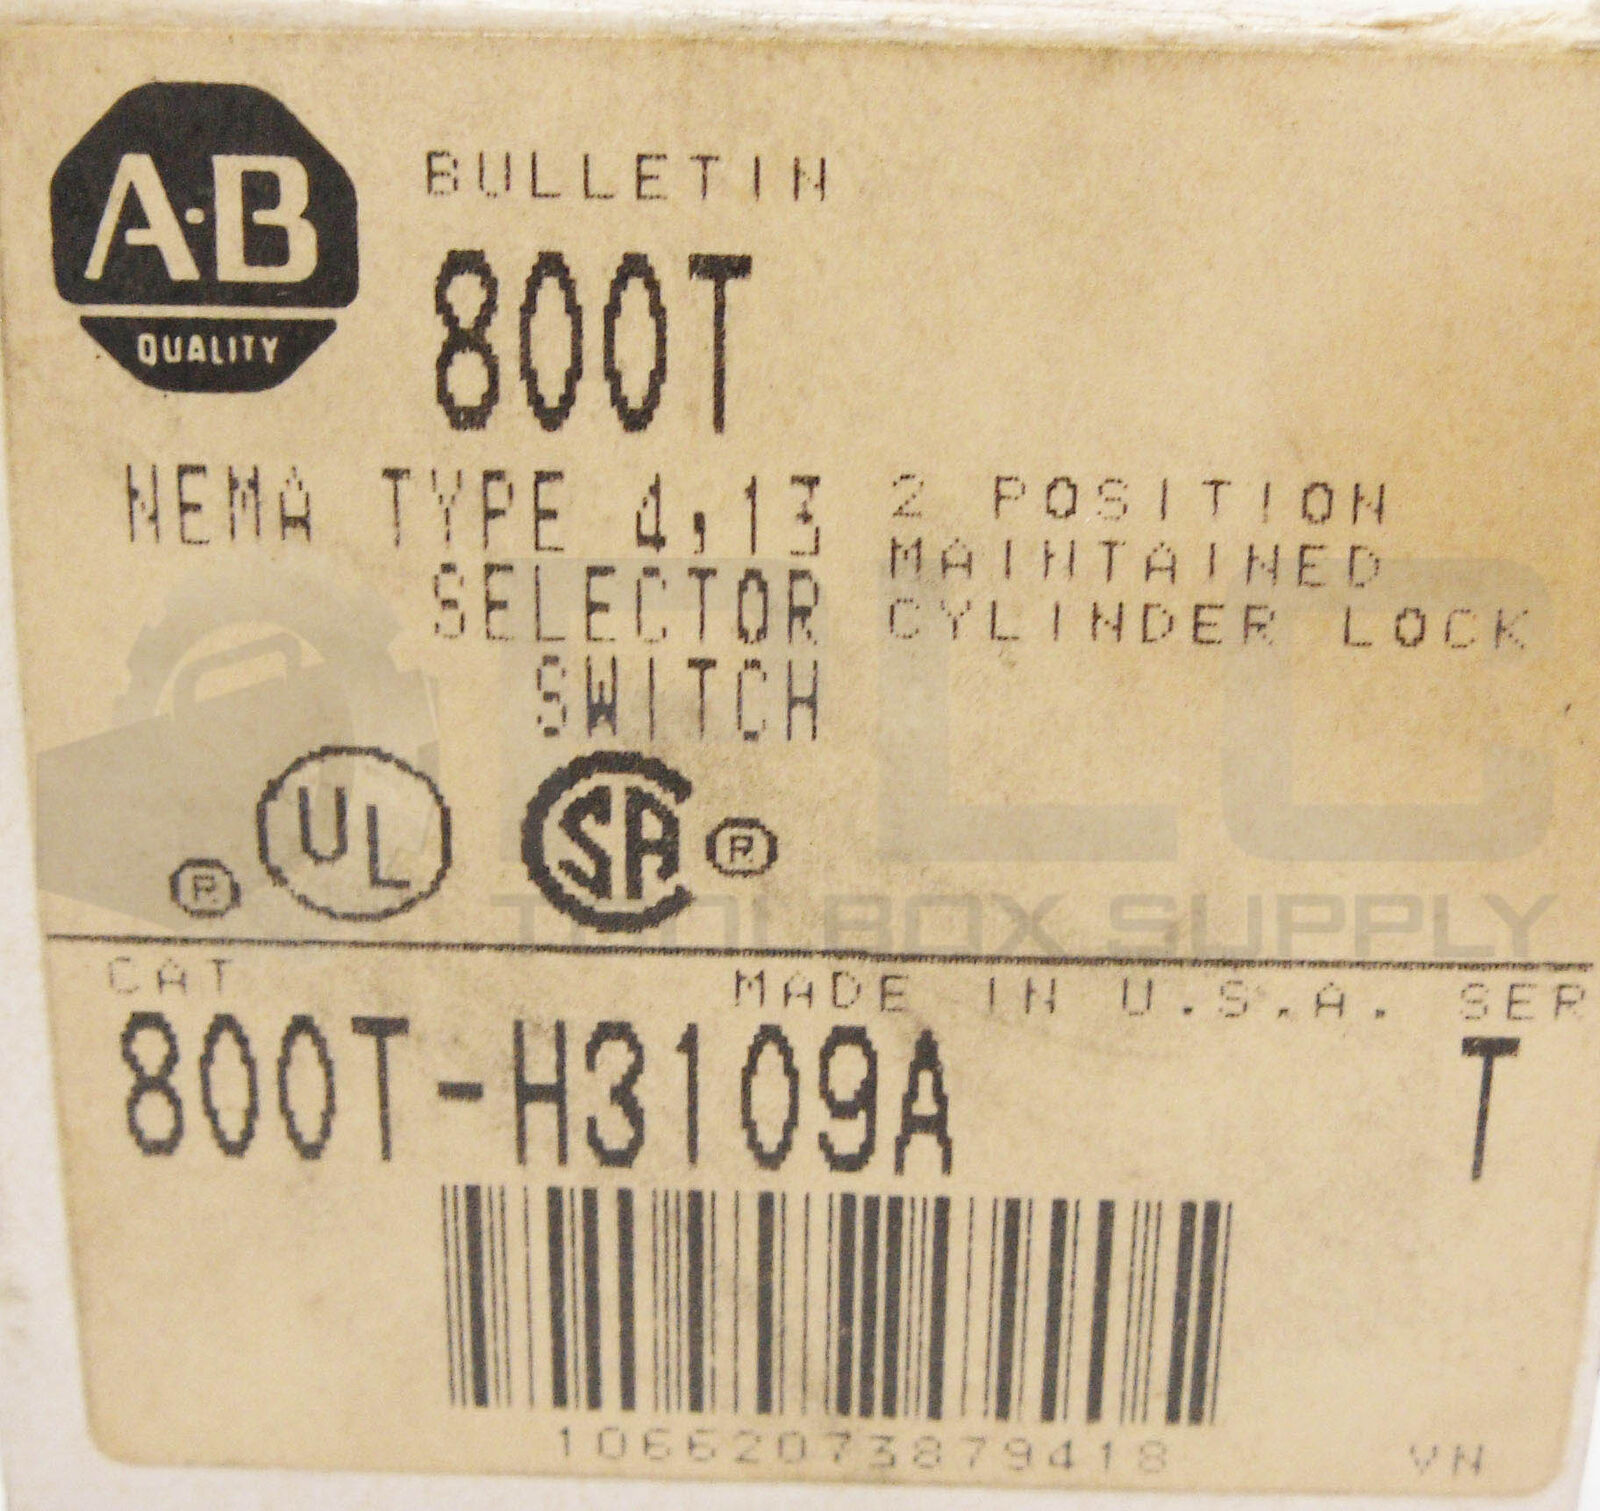 A-B
QUALITY
BULLETIN
800T
NEMA TYPE 4,13
SELECTOR
SWITCH
2 POSITION
MAINTAINED
CYLINDER LOCK
® UL
CSA ®
TOOLBOX SUPPLY
CAT
MADE IN U.S.A.
SER
800T-H3109A
T
10662073879418
VN